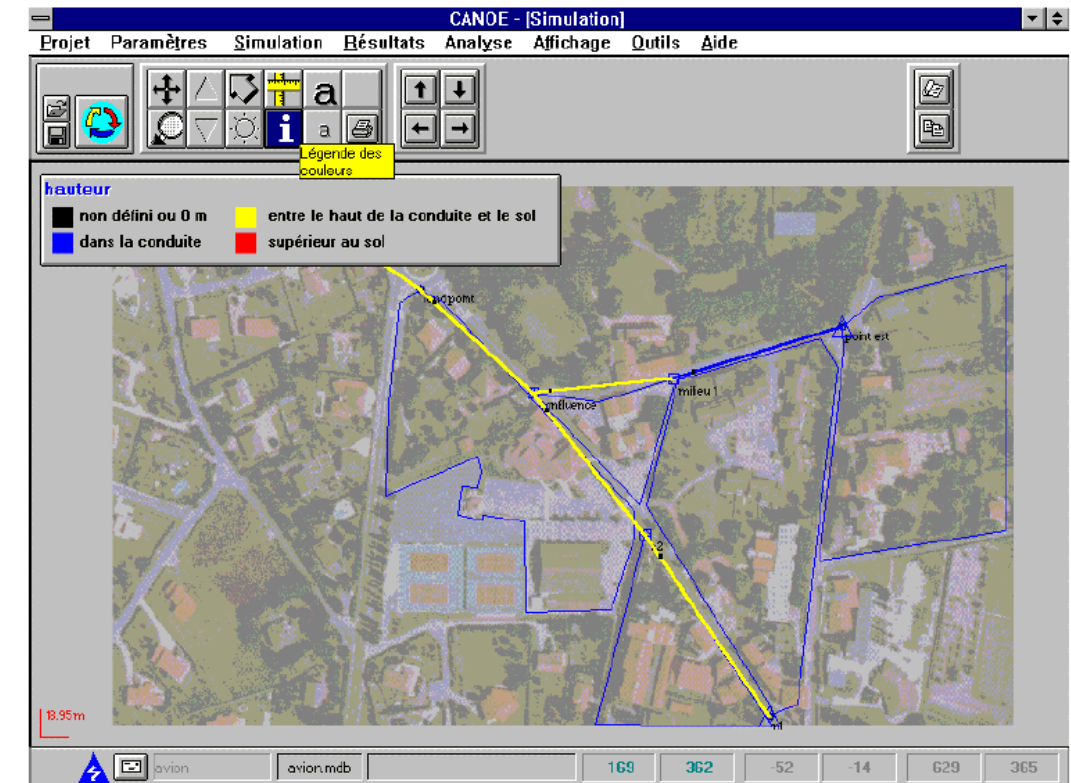 CANOE - [Simulation]
Projet Paramètres Simulation Résultats Analyse Affichage Outils Aide
a
i a
Légende des
couleurs
hauteur
non défini ou 0 m entre le haut de la conduite et le sol
dans la conduite supérieur au sol
point est
milieu 1
nfluence
2
18.95m
avion avion.mdb 169 362 -52 -14 629 365